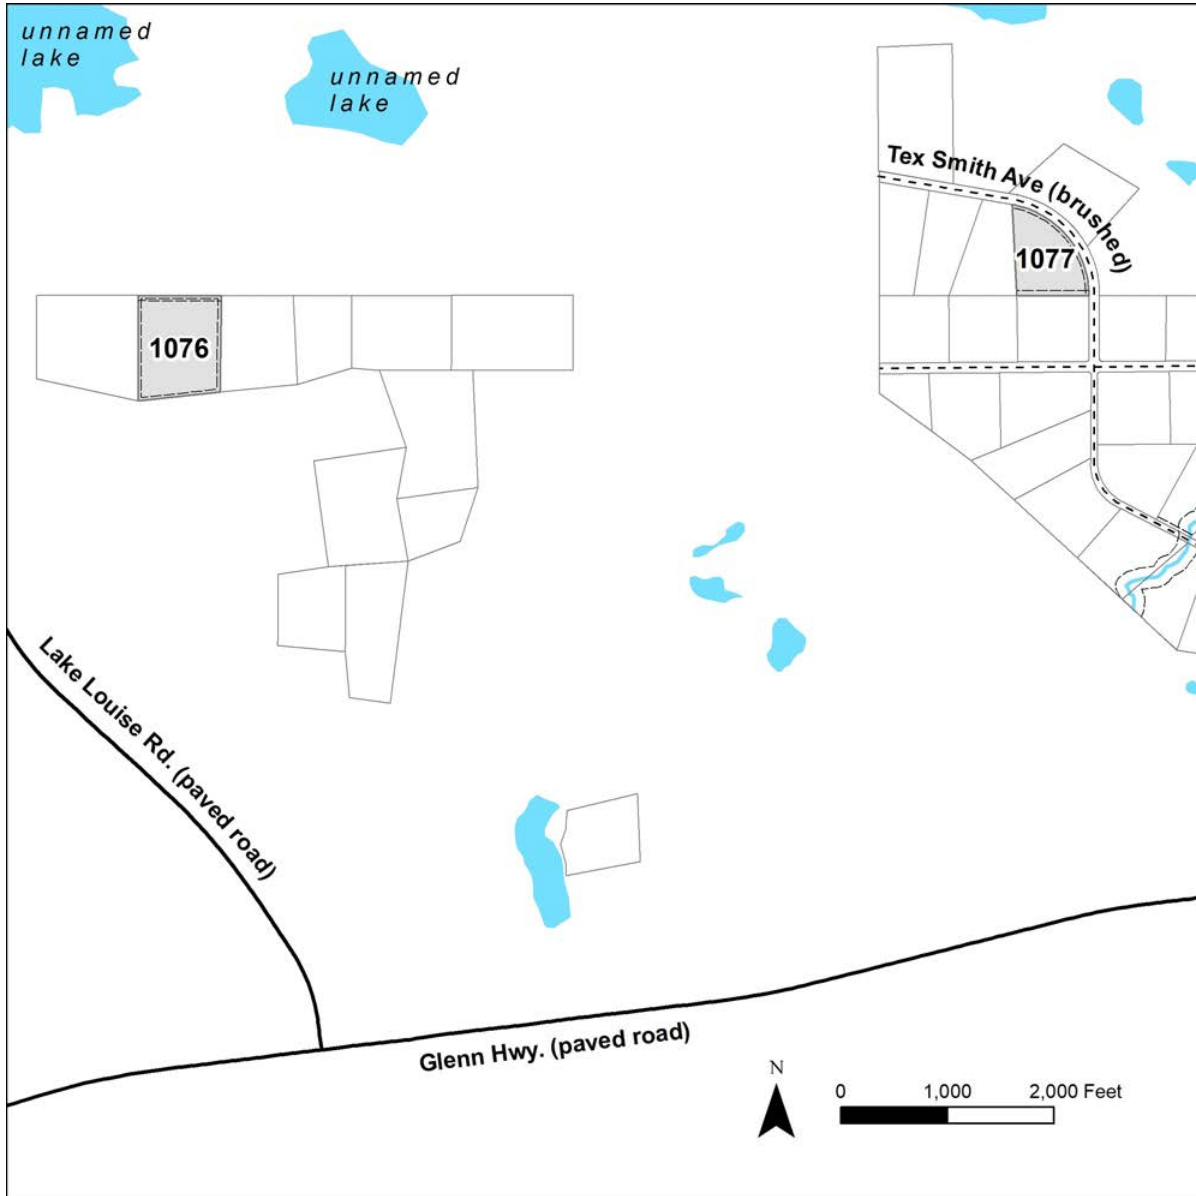 unnamed
lake
unnamed
lake
Tex Smith Ave (brushed)
1077
1076
Lake Louise Rd. (paved road)
Glenn Hwy. (paved road)
N
0 1,000 2,000 Feet